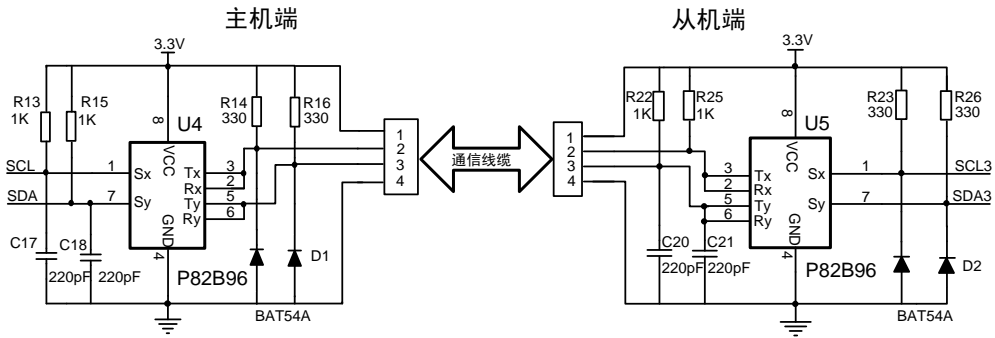 主机端
从机端
3.3V
3.3V
R13
1K
R15
1K
R14
330
R16
330
R22
1K
R25
1K
R23
330
R26
330
8
U4
VCC
SCL
1
Sx
SDA
7
Sy
Tx
3
Rx
2
Ty
5
Ry
6
GND
4
P82B96
C17
220pF
C18
220pF
D1
BAT54A
1
2
3
4
通信线缆
1
2
3
4
8
U5
VCC
3
Tx
2
Rx
5
Ty
6
Ry
Sx
1
SCL3
Sy
7
SDA3
GND
4
P82B96
C20
220pF
C21
220pF
D2
BAT54A